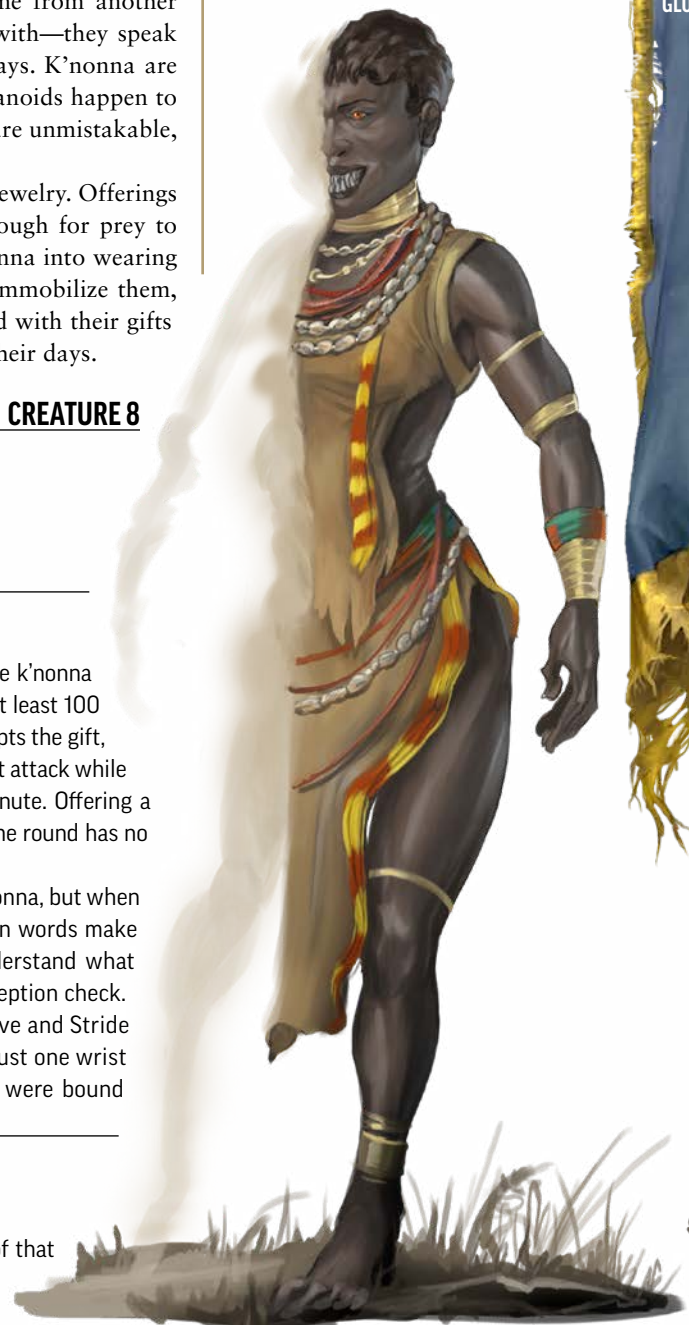 ne from another
with—they speak
ays. K’nonna are
anoids happen to
are unmistakable,
ewelry. Offerings
ough for prey to
nna into wearing
mmobilize them,
d with their gifts
heir days.
CREATURE 8
e k’nonna
t least 100
pts the gift,
t attack while
nute. Offering a
ne round has no
onna, but when
n words make
derstand what
eption check.
ve and Stride
ust one wrist
were bound
of that